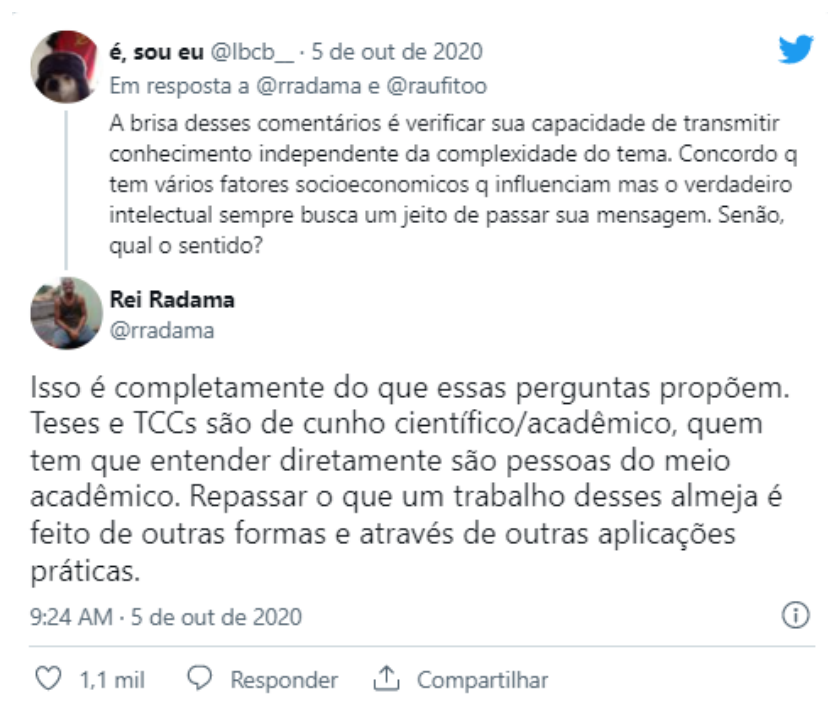 é, sou eu @lbcb__ · 5 de out de 2020
Em resposta a @rradama e @raufitoo
A brisa desses comentários é verificar sua capacidade de transmitir
conhecimento independente da complexidade do tema. Concordo q
tem vários fatores socioeconomicos q influenciam mas o verdadeiro
intelectual sempre busca um jeito de passar sua mensagem. Senão,
qual o sentido?
Rei Radama
@rradama
Isso é completamente do que essas perguntas propõem.
Teses e TCCs são de cunho científico/acadêmico, quem
tem que entender diretamente são pessoas do meio
acadêmico. Repassar o que um trabalho desses almeja é
feito de outras formas e através de outras aplicações
práticas.
9:24 AM · 5 de out de 2020
1,1 mil Responder Compartilhar